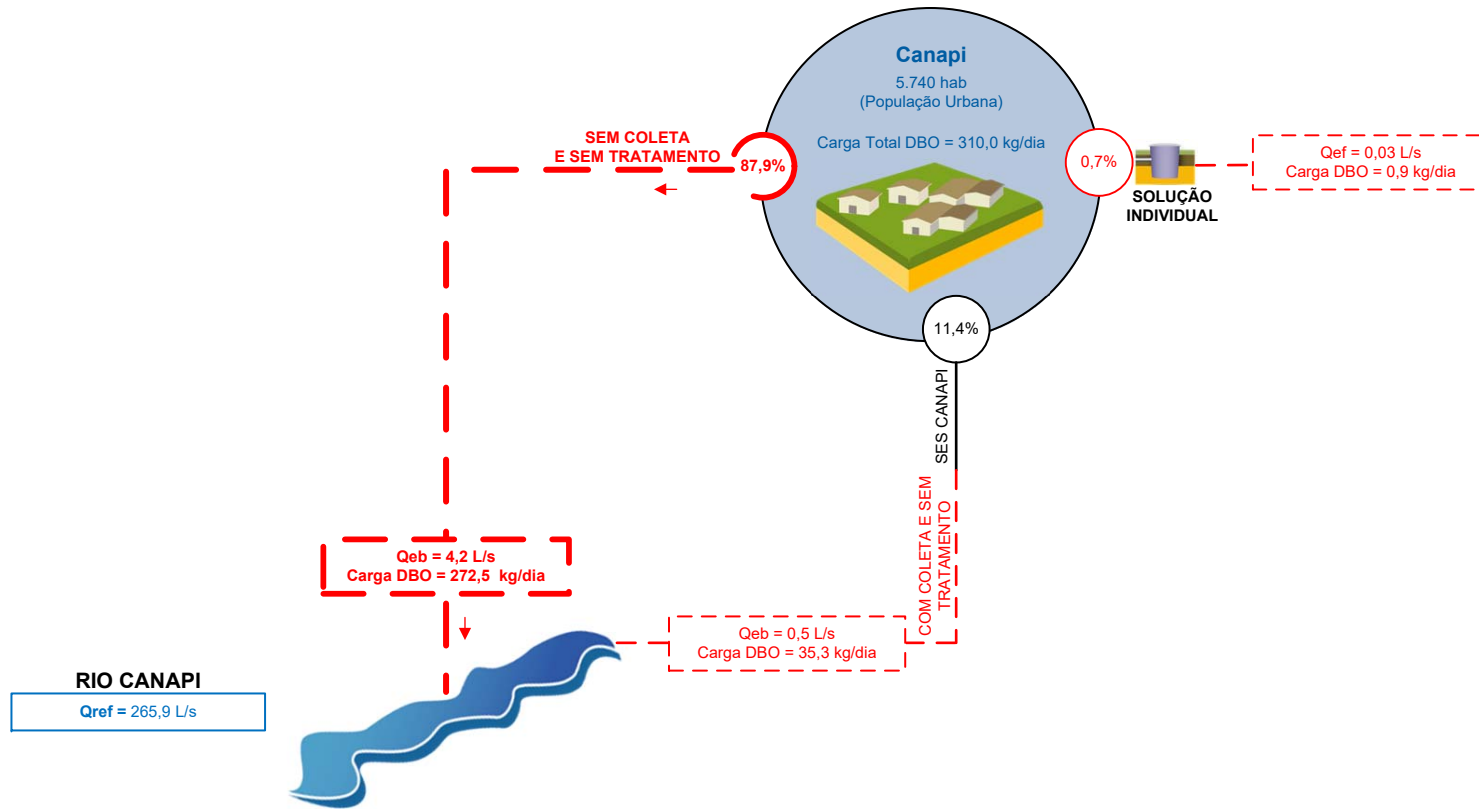 Canapi
5.740 hab
(População Urbana)
Carga Total DBO = 310,0 kg/dia
SEM COLETA
E SEM TRATAMENTO
87,9%
0,7%
SOLUÇÃO
INDIVIDUAL
Qef = 0,03 L/s
Carga DBO = 0,9 kg/dia
11,4%
SES CANAPI
COM COLETA E SEM
TRATAMENTO
Qeb = 4,2 L/s
Carga DBO = 272,5 kg/dia
Qeb = 0,5 L/s
Carga DBO = 35,3 kg/dia
RIO CANAPI
Qref = 265,9 L/s